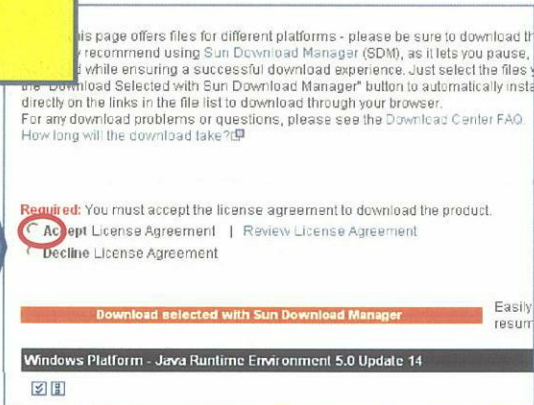 is page offers files for different platforms - please be sure to download th
recommend using Sun Download Manager (SDM), as it lets you pause,
while ensuring a successful download experience. Just select the files y
the "Download Selected with Sun Download Manager" button to automatically insta
directly on the links in the file list to download through your browser.
For any download problems or questions, please see the Download Center FAQ.
How long will the download take?
Required: You must accept the license agreement to download the product.
Accept License Agreement | Review License Agreement
Decline License Agreement
Download selected with Sun Download Manager
Easily
resum
Windows Platform - Java Runtime Environment 5.0 Update 14